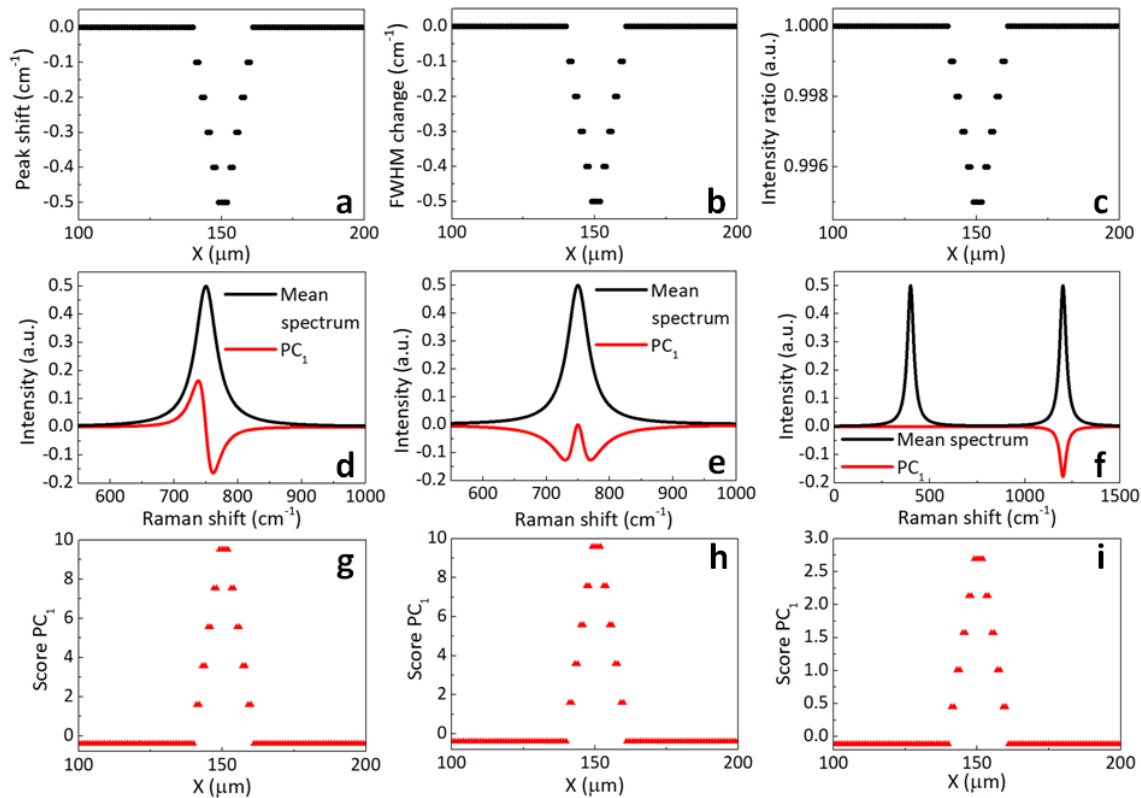 0.0
-0.1
-0.2
-0.3
-0.4
-0.5
Peak shift (cm-1)
100
150
200
X (μm)
a
0.0
-0.1
-0.2
-0.3
-0.4
-0.5
FWHM change (cm-1)
100
150
200
X (μm)
b
1.000
0.998
0.996
Intensity ratio (a.u.)
100
150
200
X (μm)
c
0.5
0.4
0.3
0.2
0.1
0.0
-0.1
-0.2
Intensity (a.u.)
Mean
spectrum
PC1
600
700
800
900
1000
Raman shift (cm-1)
d
0.5
0.4
0.3
0.2
0.1
0.0
-0.1
-0.2
Intensity (a.u.)
Mean
spectrum
PC1
600
700
800
900
1000
Raman shift (cm-1)
e
0.5
0.4
0.3
0.2
0.1
0.0
-0.1
-0.2
Intensity (a.u.)
Mean spectrum
PC1
0
500
1000
1500
Raman shift (cm-1)
f
10
8
6
4
2
0
Score PC1
100
150
200
X (μm)
g
10
8
6
4
2
0
Score PC1
100
150
200
X (μm)
h
3.0
2.5
2.0
1.5
1.0
0.5
0.0
Score PC1
100
150
200
X (μm)
i